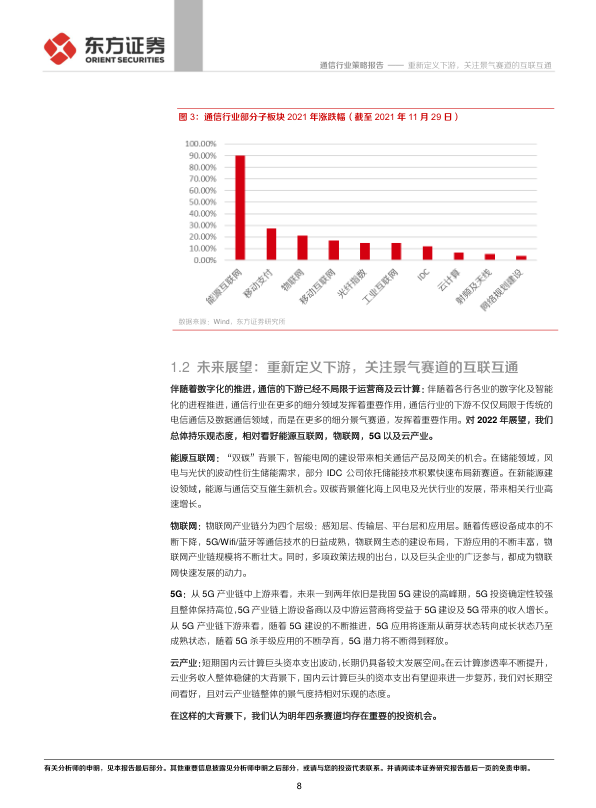 东方证券
ORIENT SECURITIES
通信行业策略报告 —— 重新定义下游，关注景气赛道的互联互通
图 3：通信行业部分子板块 2021 年涨跌幅（截至 2021 年 11 月 29 日）
100.00%
90.00%
80.00%
70.00%
60.00%
50.00%
40.00%
30.00%
20.00%
10.00%
0.00%
能源互联网
移动支付
物联网
移动互联网
光纤指数
工业互联网
IDC
云计算
射频及天线
网络规划建设
数据来源：Wind，东方证券研究所
1.2 未来展望：重新定义下游，关注景气赛道的互联互通
伴随着数字化的推进，通信的下游已经不局限于运营商及云计算：伴随着各行各业的数字化及智能
化的进程推进，通信行业在更多的细分领域发挥着重要作用，通信行业的下游不仅仅局限于传统的
电信通信及数据通信领域，而是在更多的细分景气赛道，发挥着重要作用。对 2022 年展望，我们
总体持乐观态度，相对看好能源互联网，物联网，5G 以及云产业。
能源互联网：“双碳”背景下，智能电网的建设带来相关通信产品及网关的机会。在储能领域，风
电与光伏的波动性衍生储能需求，部分 IDC 公司依托储能技术积累快速布局新赛道。在新能源建
设领域，能源与通信交互催生新机会。双碳背景催化海上风电及光伏行业的发展，带来相关行业高
速增长。
物联网：物联网产业链分为四个层级：感知层、传输层、平台层和应用层。随着传感设备成本的不
断下降，5G/Wifi/蓝牙等通信技术的日益成熟，物联网生态的建设布局，下游应用的不断丰富，物
联网产业链规模将不断壮大。同时，多项政策法规的出台，以及巨头企业的广泛参与，都成为物联
网快速发展的动力。
5G：从 5G 产业链中上游来看，未来一到两年依旧是我国 5G 建设的高峰期，5G 投资确定性较强
且整体保持高位，5G 产业链上游设备商以及中游运营商将受益于 5G 建设及 5G 带来的收入增长。
从 5G 产业链下游来看，随着 5G 建设的不断推进，5G 应用将逐渐从萌芽状态转向成长状态乃至
成熟状态，随着 5G 杀手级应用的不断孕育，5G 潜力将不断得到释放。
云产业：短期国内云计算巨头资本支出波动，长期仍具备较大发展空间。在云计算渗透率不断提升，
云业务收入整体稳健的大背景下，国内云计算巨头的资本支出有望迎来进一步复苏，我们对长期空
间看好，且对云产业链整体的景气度持相对乐观的态度。
在这样的大背景下，我们认为明年四条赛道均存在重要的投资机会。
有关分析师的申明，见本报告最后部分。其他重要信息披露见分析师申明之后部分，或请与您的投资代表联系。并请阅读本证券研究报告最后一页的免责申明。
8